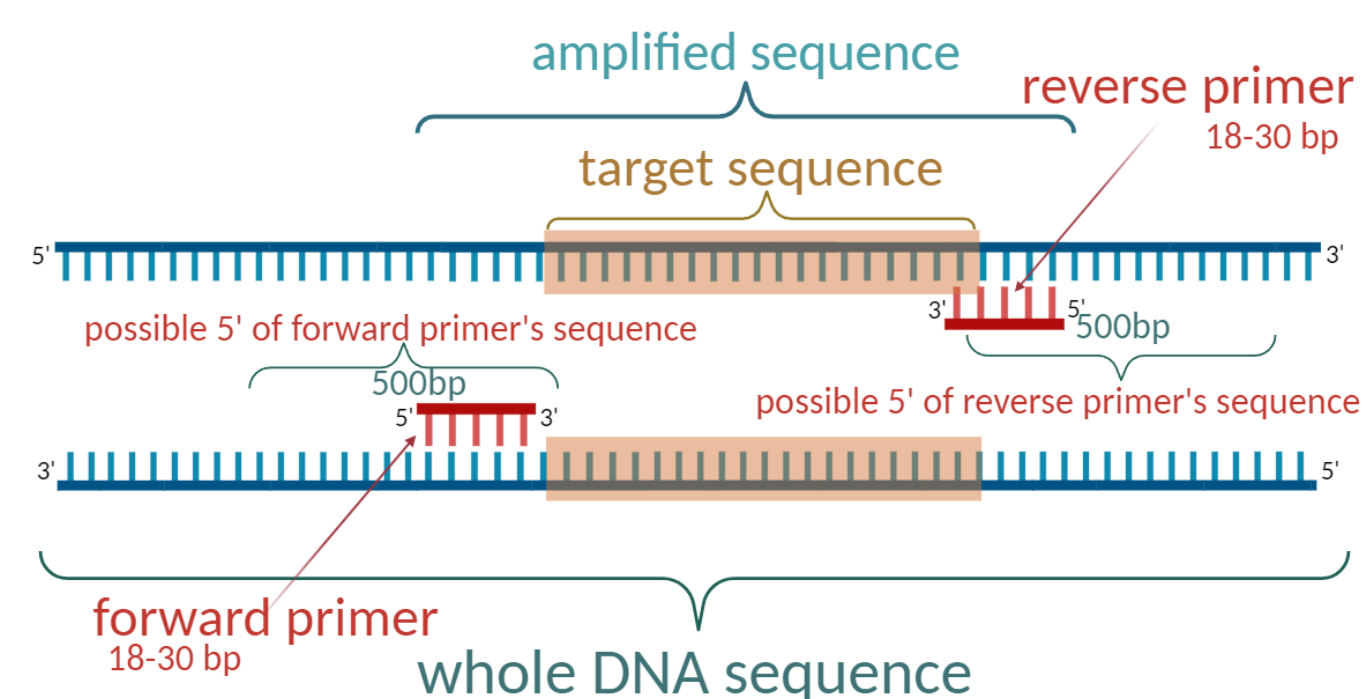 amplified sequence
reverse primer
18-30 bp
target sequence
5'
3'
3'
5'
500bp
possible 5' of forward primer's sequence
500bp
possible 5' of reverse primer's sequence
5'
3'
3'
5'
forward primer
18-30 bp
whole DNA sequence